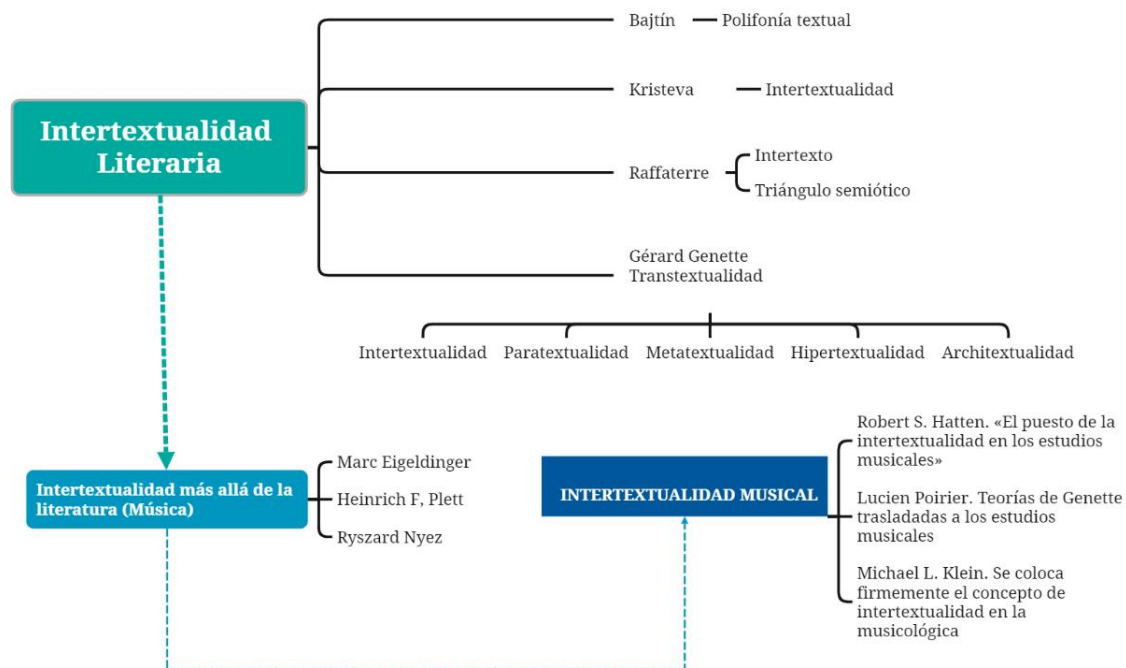 Bajtín
Polifonía textual
Kristeva
Intertextualidad
Intertextualidad
Literaria
Raffaterre
Intertexto
Triángulo semiótico
Gérard Genette
Transtextualidad
Intertextualidad
Paratextualidad
Metatextualidad
Hipertextualidad
Architextualidad
Intertextualidad más allá de la
literatura (Música)
Marc Eigeldinger
Heinrich F, Plett
Ryszard Nyez
INTERTEXTUALIDAD MUSICAL
Robert S. Hatten. «El puesto de la
intertextualidad en los estudios
musicales»
Lucien Poirier. Teorías de Genette
trasladadas a los estudios
musicales
Michael L. Klein. Se coloca
firmemente el concepto de
intertextualidad en la
musicológica